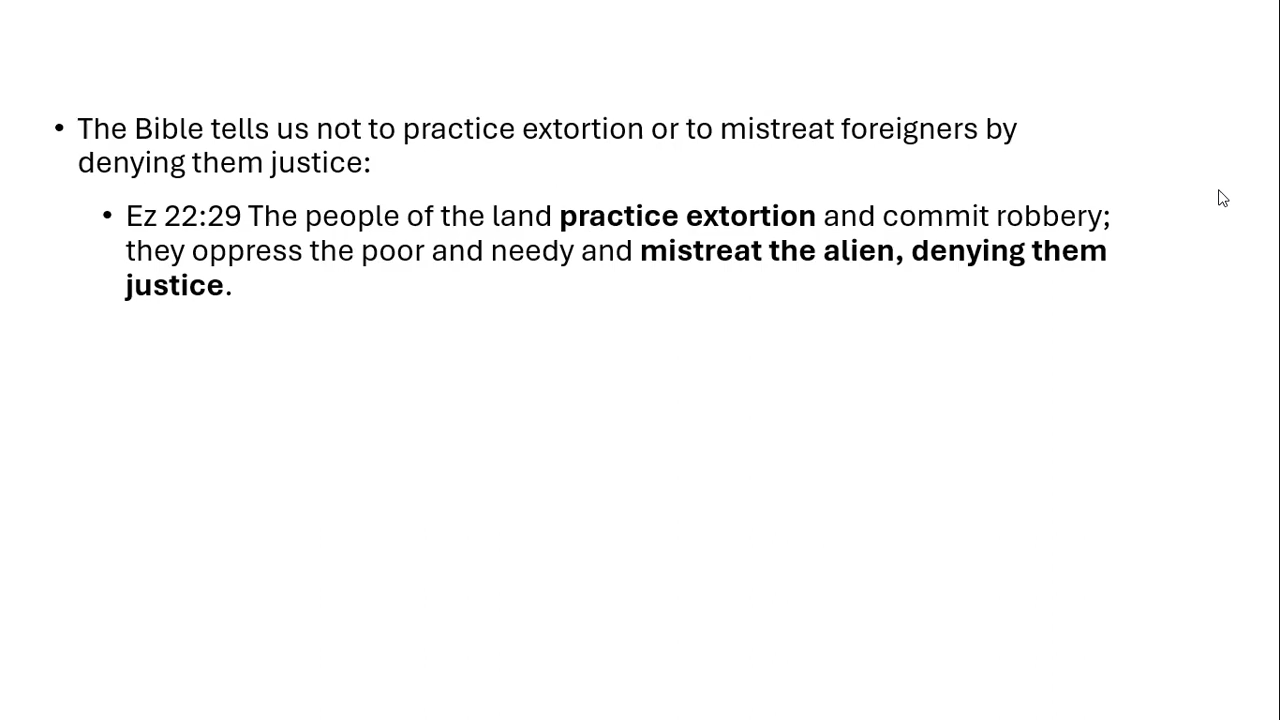 • The Bible tells us not to practice extortion or to mistreat foreigners by
denying them justice:
• Ez 22:29 The people of the land practice extortion and commit robbery;
they oppress the poor and needy and mistreat the alien, denying them
justice.